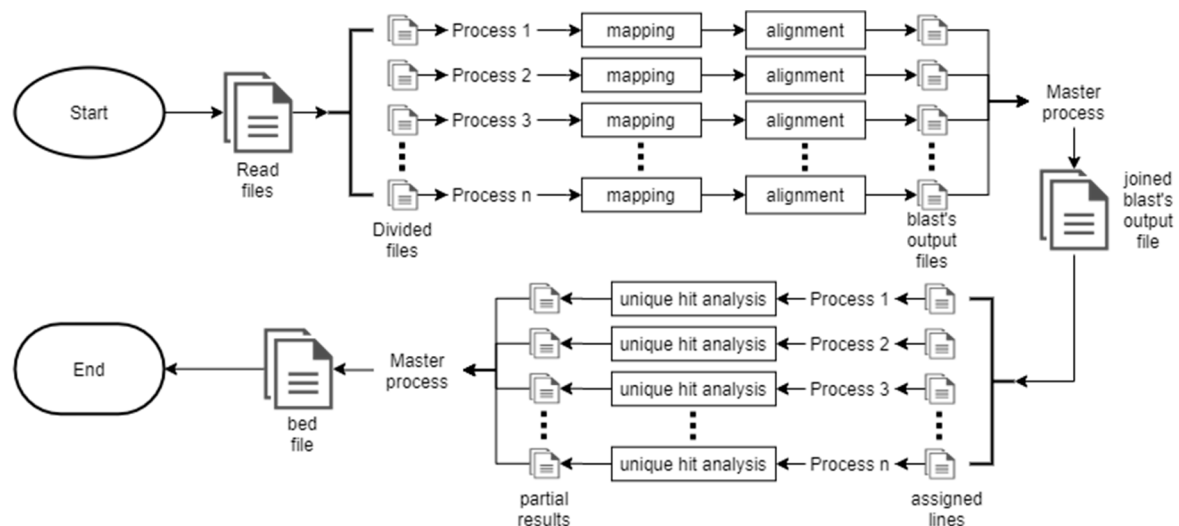 Start
Read
files
Divided
files
Process 1
mapping
alignment
Process 2
mapping
alignment
Process 3
mapping
alignment
Process n
mapping
alignment
blast's
output
files
Master
process
joined
blast's
output
file
assigned
lines
Process 1
unique hit analysis
Process 2
unique hit analysis
Process 3
unique hit analysis
Process n
unique hit analysis
partial
results
Master
process
bed
file
End